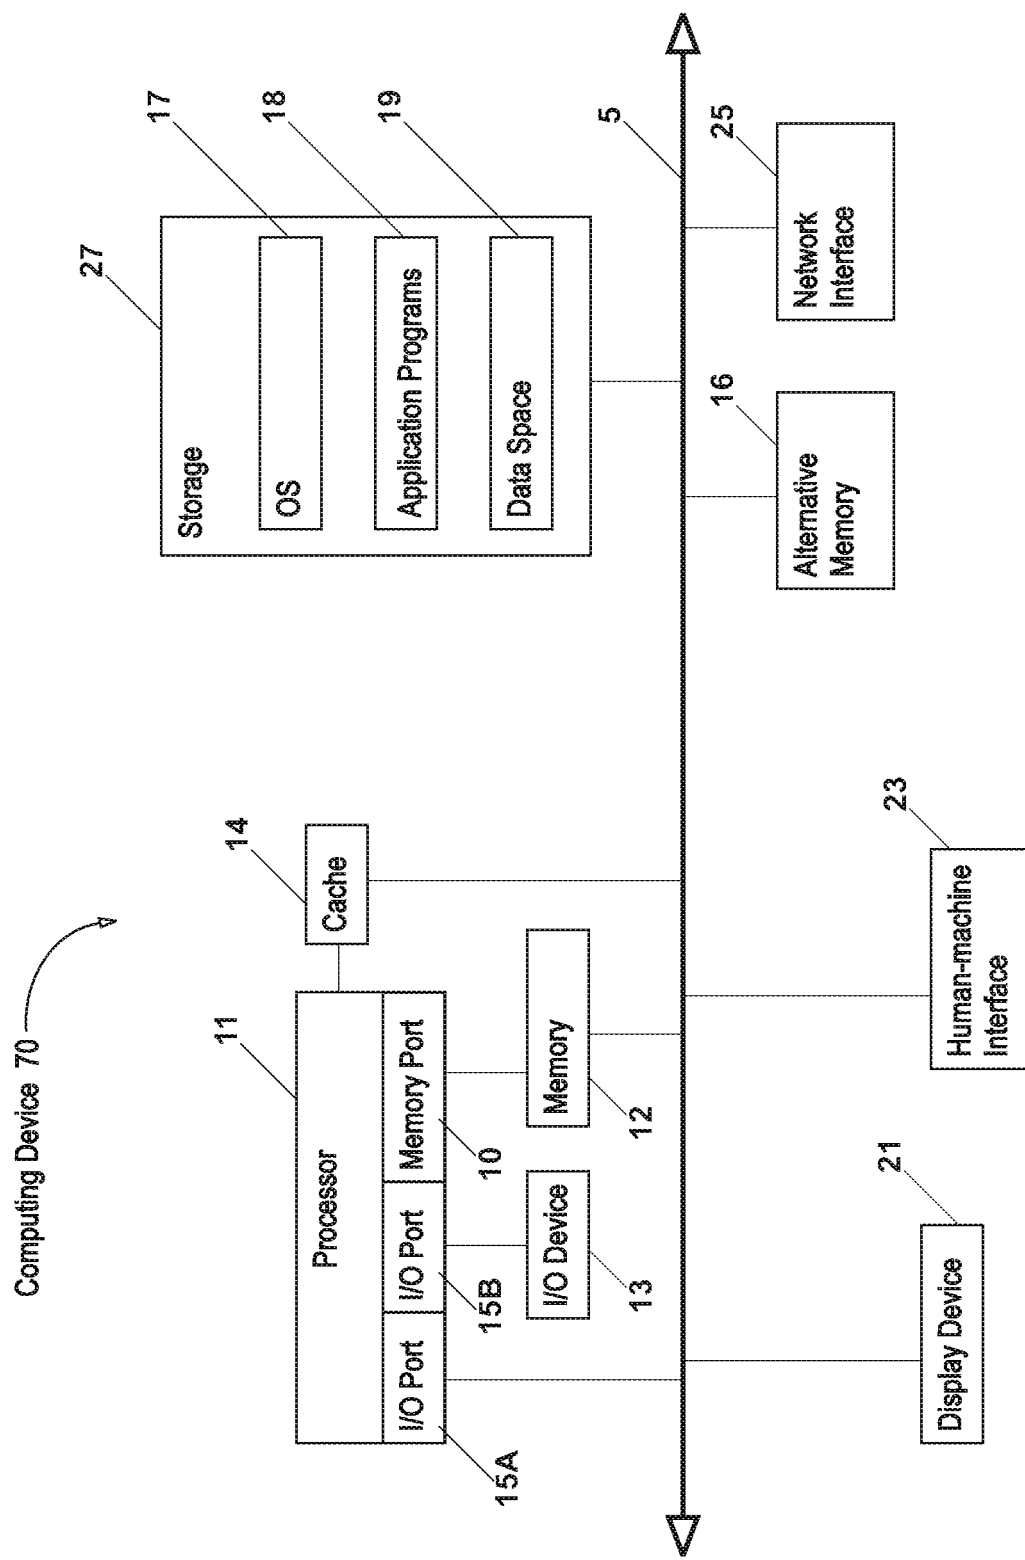 Computing Device 70
11
14
Processor
Cache
I/O Port
I/O Port
Memory Port
15A
15B
10
I/O Device
Memory
13
12
27
Storage
17
OS
18
Application Programs
19
Data Space
5
21
Display Device
23
Human-machine
Interface
16
Alternative
Memory
25
Network
Interface